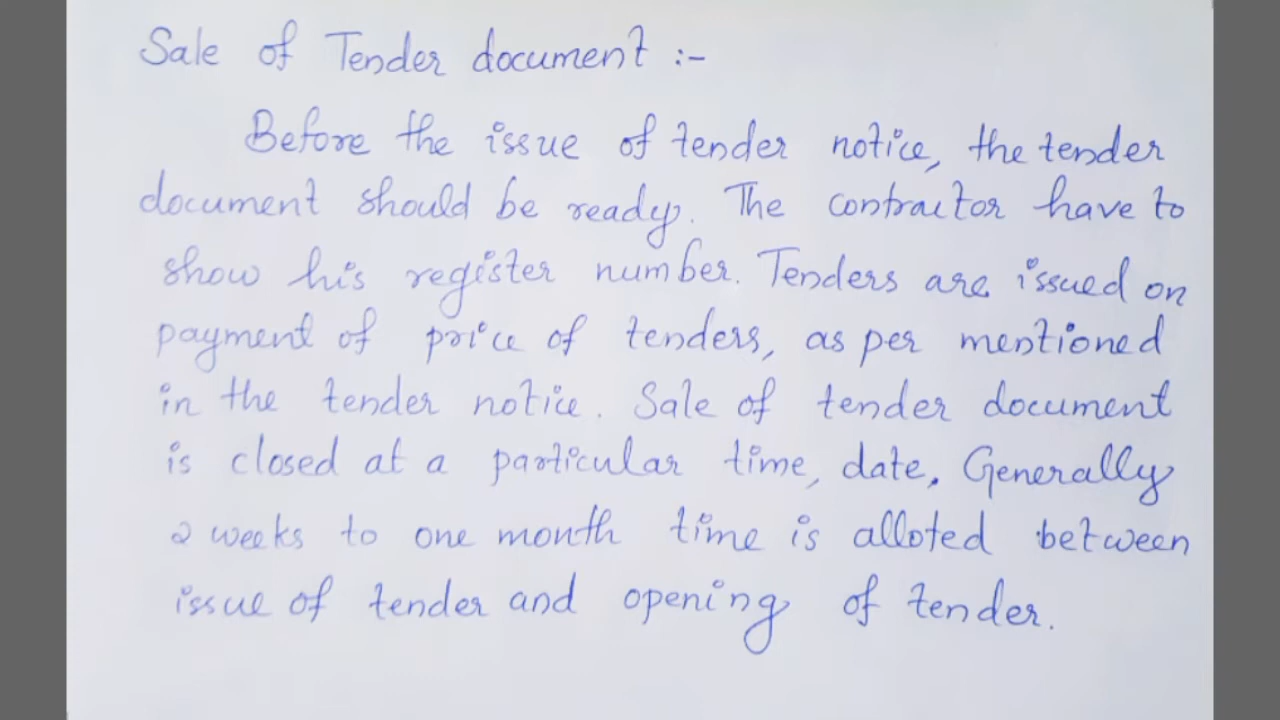 Sale of Tender document :-
Before the issue of tender notice, the tender
document should be ready. The contractor have to
show his register number. Tenders are issued on
payment of price of tenders, as per mentioned
in the tender notice. Sale of tender document
is closed at a particular time, date. Generally
2 weeks to one month time is alloted between
issue of tender and opening of tender.